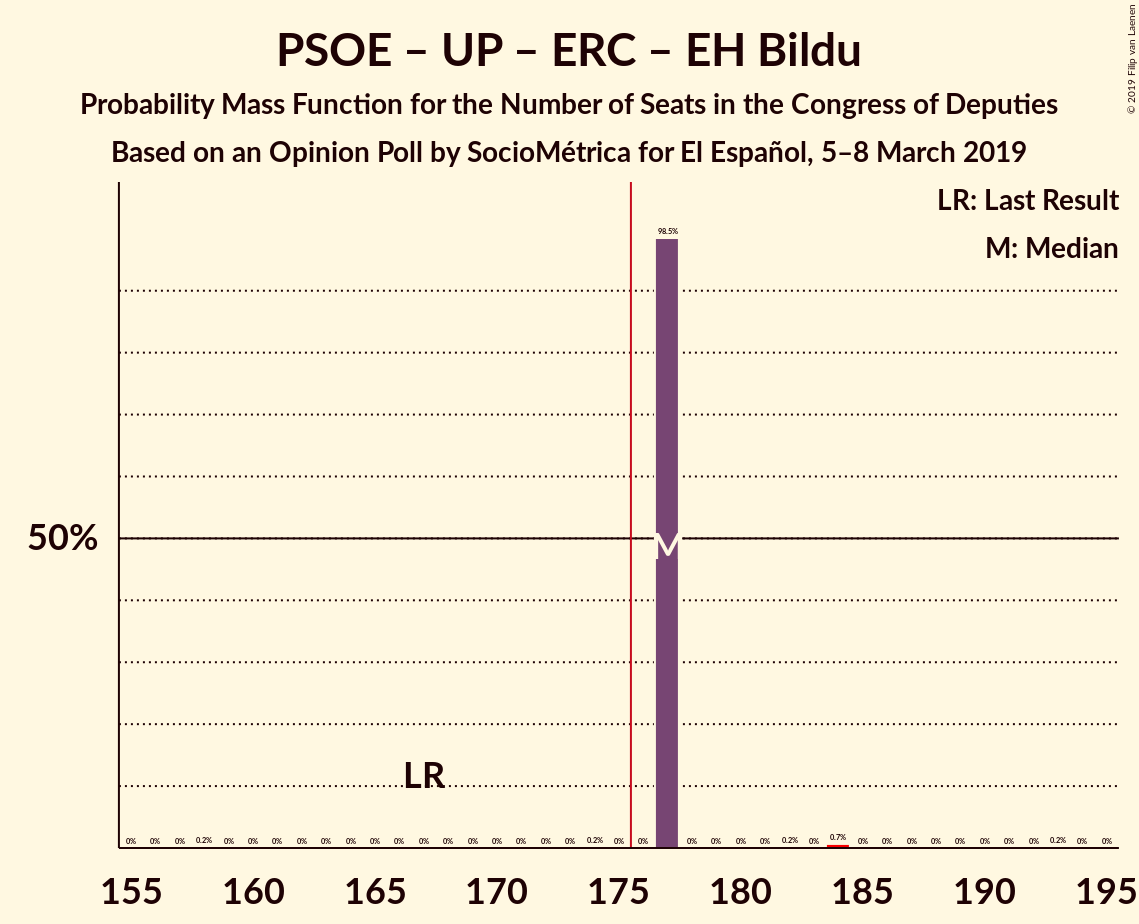 PSOE – UP – ERC – EH Bildu
Probability Mass Function for the Number of Seats in the Congress of Deputies
Based on an Opinion Poll by SocioMétrica for El Español, 5–8 March 2019
© 2019 Filip van Laenen
LR: Last Result
M: Median
98.5%
50%
M
LR
0% 0% 0% 0.2% 0% 0% 0% 0% 0% 0% 0% 0% 0% 0% 0% 0% 0% 0% 0% 0.2% 0% 0% 0% 0% 0% 0% 0.2% 0% 0.7% 0% 0% 0% 0% 0% 0% 0% 0% 0.2% 0% 0%
155 160 165 170 175 180 185 190 195